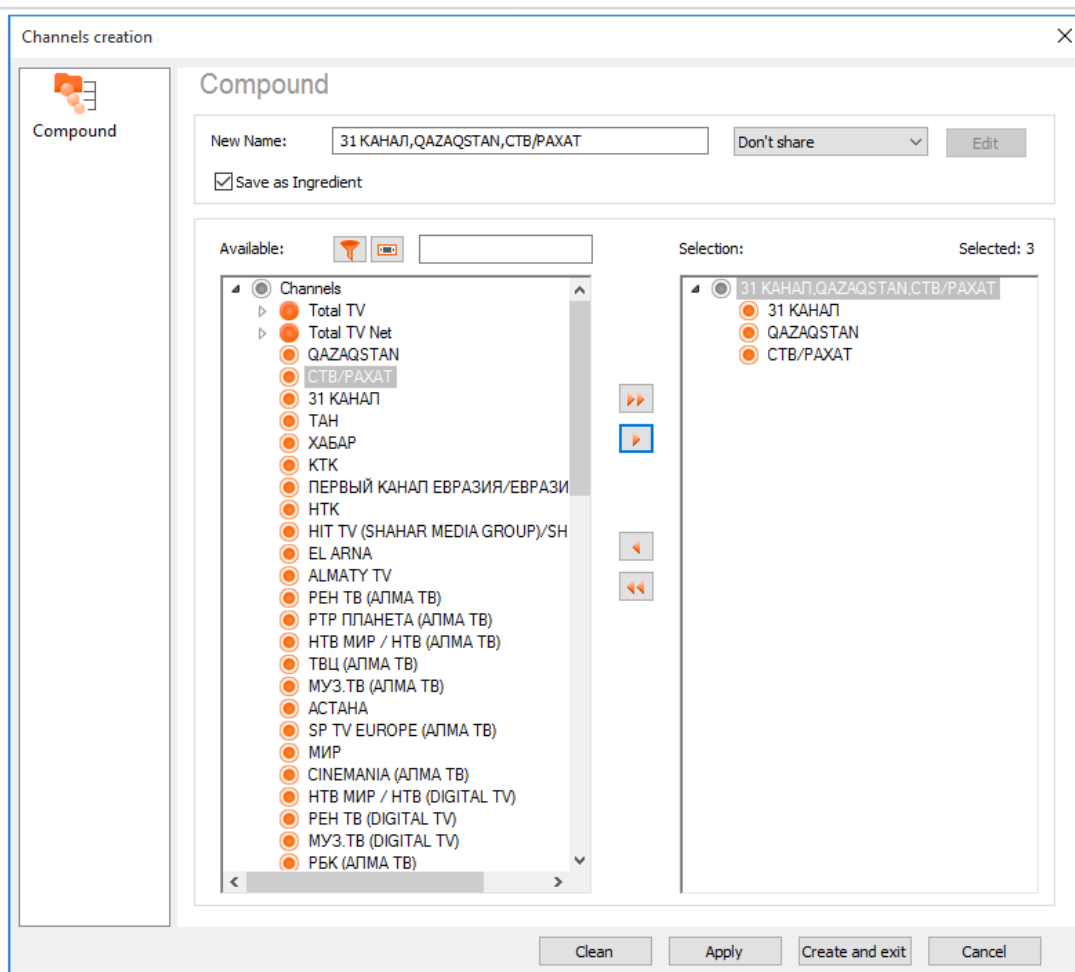 Channels creation
Compound
Compound
New Name: 31 КАНАЛ,QAZAQSTAN,СТВ/РАХАТ Don't share Edit
Save as Ingredient
Available: Selection: Selected: 3
Channels
Total TV
Total TV Net
QAZAQSTAN
СТВ/РАХАТ
31 КАНАЛ
ТАН
ХАБАР
КТК
ПЕРВЫЙ КАНАЛ ЕВРАЗИЯ/ЕВРАЗИ
НТК
HIT TV (SHAHAR MEDIA GROUP)/SH
EL ARNA
ALMATY TV
РЕН ТВ (АЛМА ТВ)
РТР ПЛАНЕТА (АЛМА ТВ)
НТВ МИР / НТВ (АЛМА ТВ)
ТВЦ (АЛМА ТВ)
МУЗ.ТВ (АЛМА ТВ)
АСТАНА
SP TV EUROPE (АЛМА ТВ)
МИР
CINEMANIA (АЛМА ТВ)
НТВ МИР / НТВ (DIGITAL TV)
РЕН ТВ (DIGITAL TV)
МУЗ.ТВ (DIGITAL TV)
РБК (АЛМА ТВ)
31 КАНАЛ,QAZAQSTAN,СТВ/РАХАТ
31 КАНАЛ
QAZAQSTAN
СТВ/РАХАТ
Clean Apply Create and exit Cancel